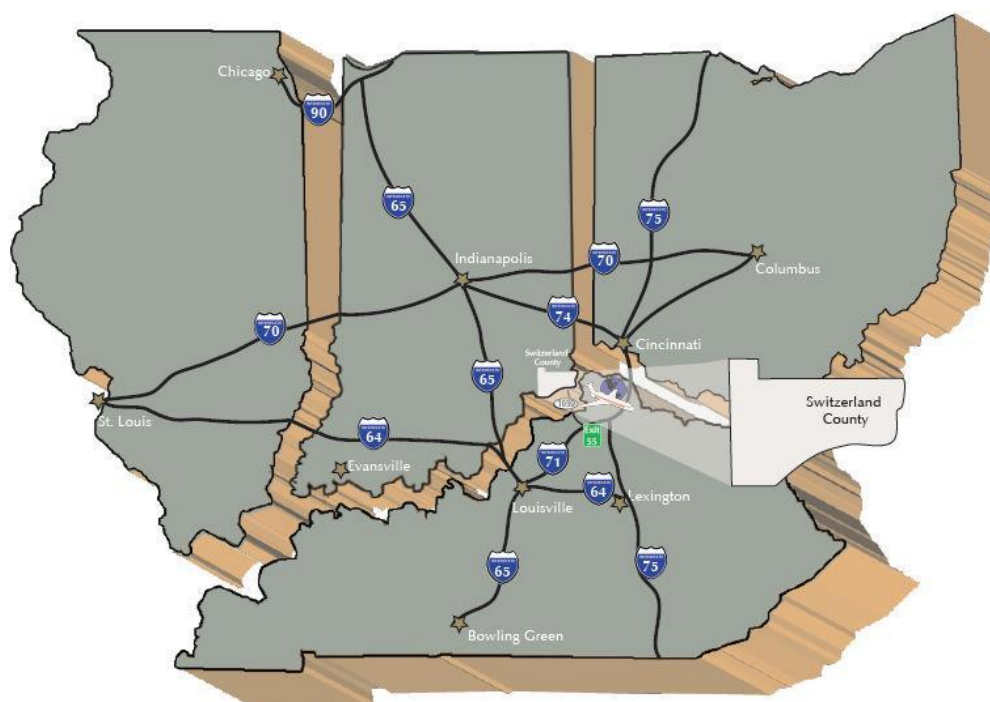 Chicago
90
65
75
Indianapolis
70
Columbus
74
70
Cincinnati
Switzerland
County
65
Switzerland
County
St. Louis
64
Exit
55
Evansville
71
64
Lexington
Louisville
65
75
Bowling Green